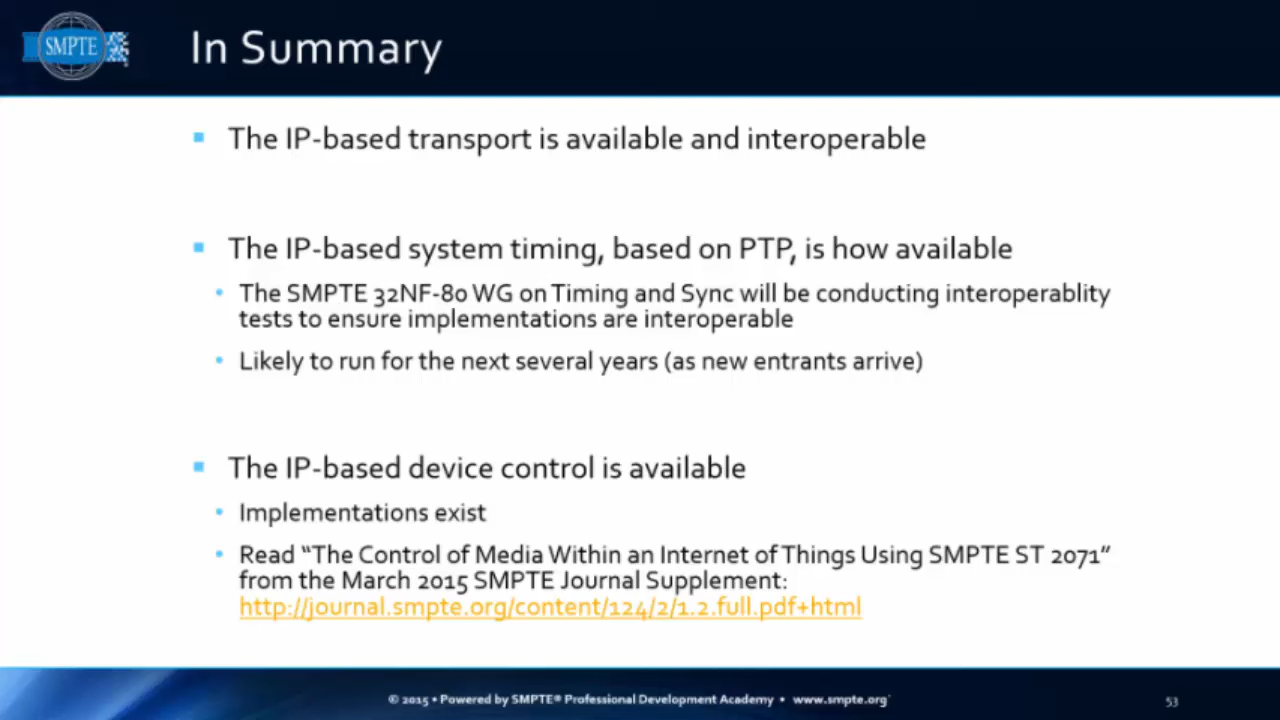 SMPTE
In Summary
The IP-based transport is available and interoperable
The IP-based system timing, based on PTP, is how available
The SMPTE 32NF-80 WG on Timing and Sync will be conducting interoperablity
tests to ensure implementations are interoperable
Likely to run for the next several years (as new entrants arrive)
The IP-based device control is available
Implementations exist
Read “The Control of Media Within an Internet of Things Using SMPTE ST 2071”
from the March 2015 SMPTE Journal Supplement:
http://journal.smpte.org/content/124/2/1.2.full.pdf+html
© 2015 • Powered by SMPTE® Professional Development Academy • www.smpte.org
53